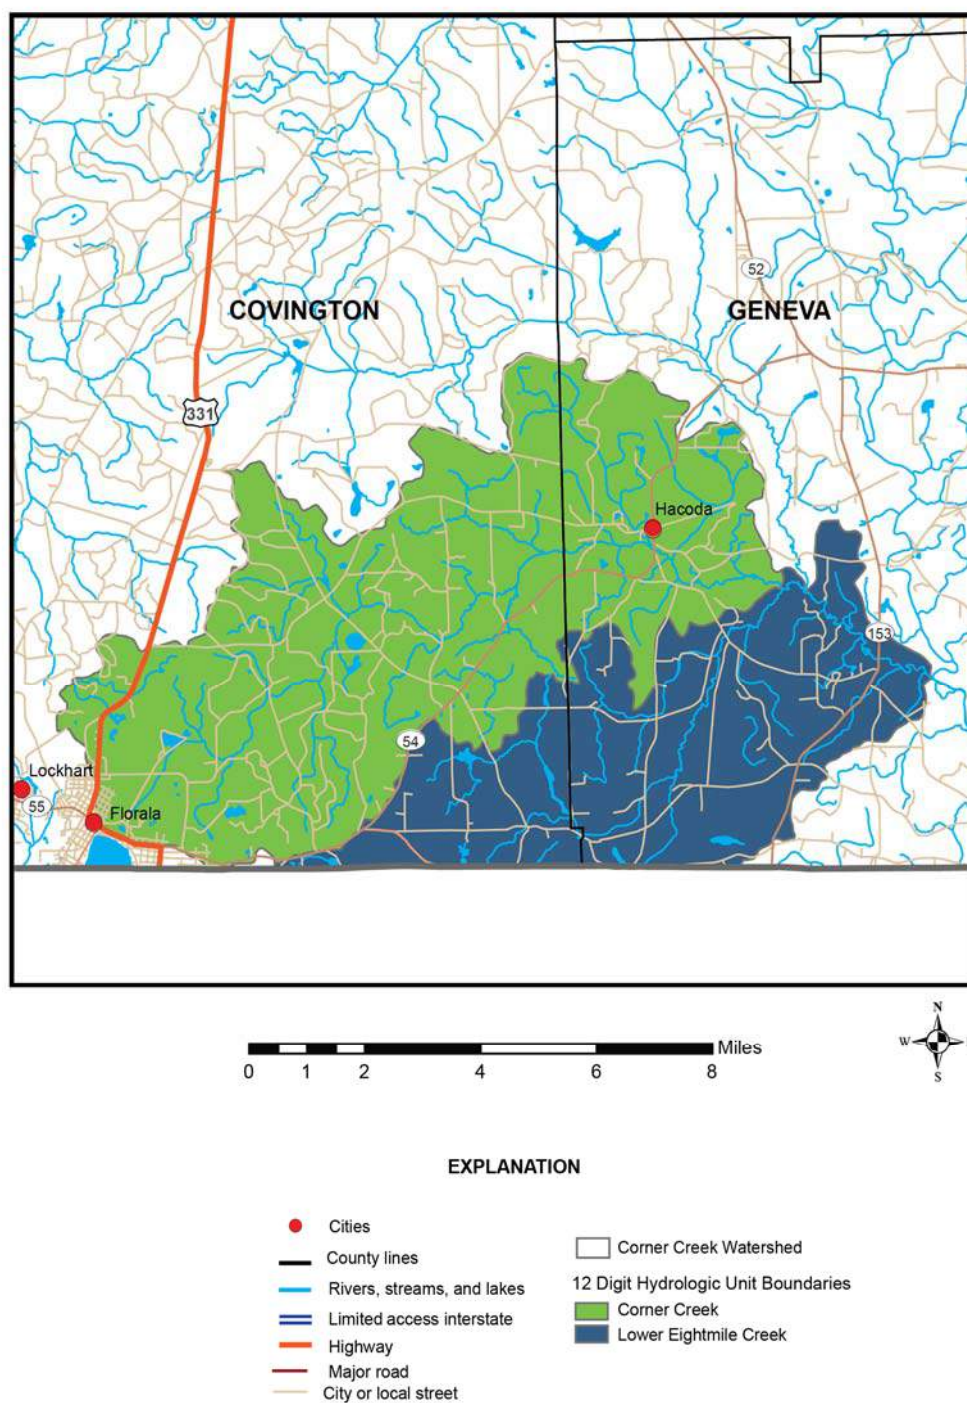 COVINGTON
GENEVA
52
331
Hacoda
153
54
Lockhart
55
Florala
Miles
0 1 2 4 6 8
N
W
S
EXPLANATION
Cities
County lines
Rivers, streams, and lakes
Limited access interstate
Highway
Major road
City or local street
Corner Creek Watershed
12 Digit Hydrologic Unit Boundaries
Corner Creek
Lower Eightmile Creek